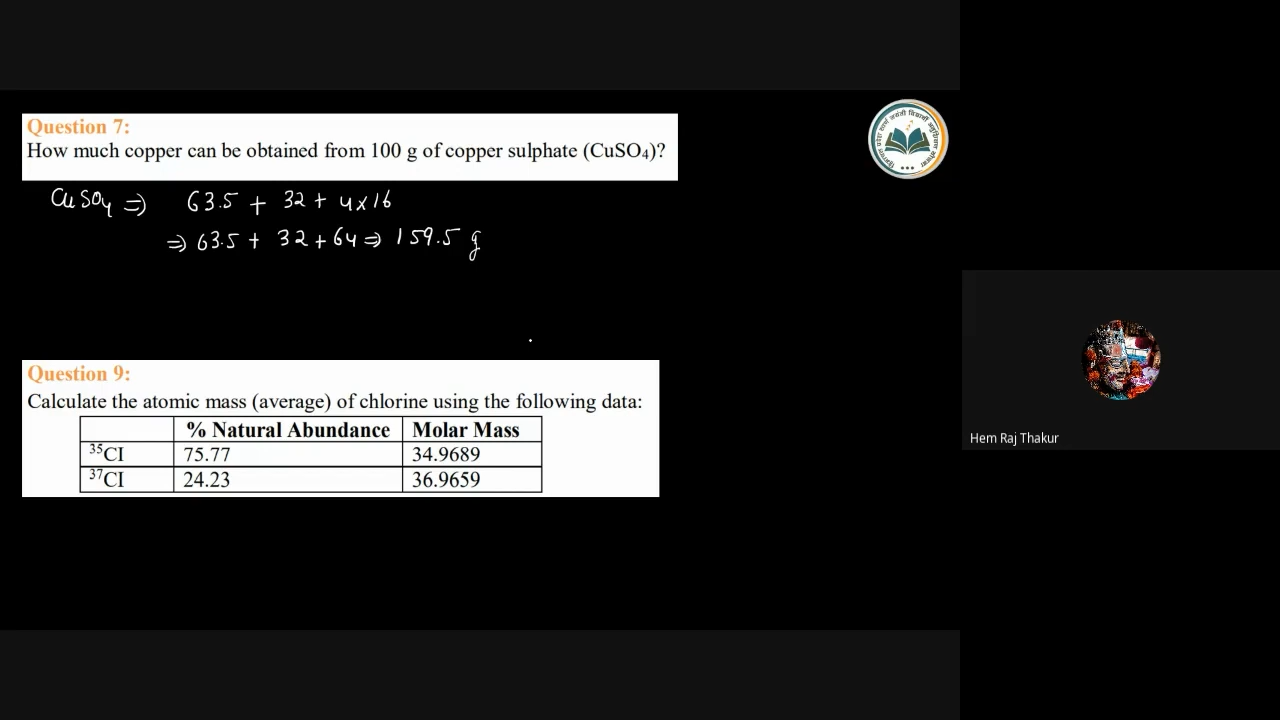 Question 7:
How much copper can be obtained from 100 g of copper sulphate (CuSO₄)?
CuSO₄ ⇒ 63.5 + 32 + 4×16
⇒ 63.5 + 32 + 64 ⇒ 159.5 g
Question 9:
Calculate the atomic mass (average) of chlorine using the following data:
% Natural Abundance Molar Mass
³⁵Cl 75.77 34.9689
³⁷Cl 24.23 36.9659
Hem Raj Thakur